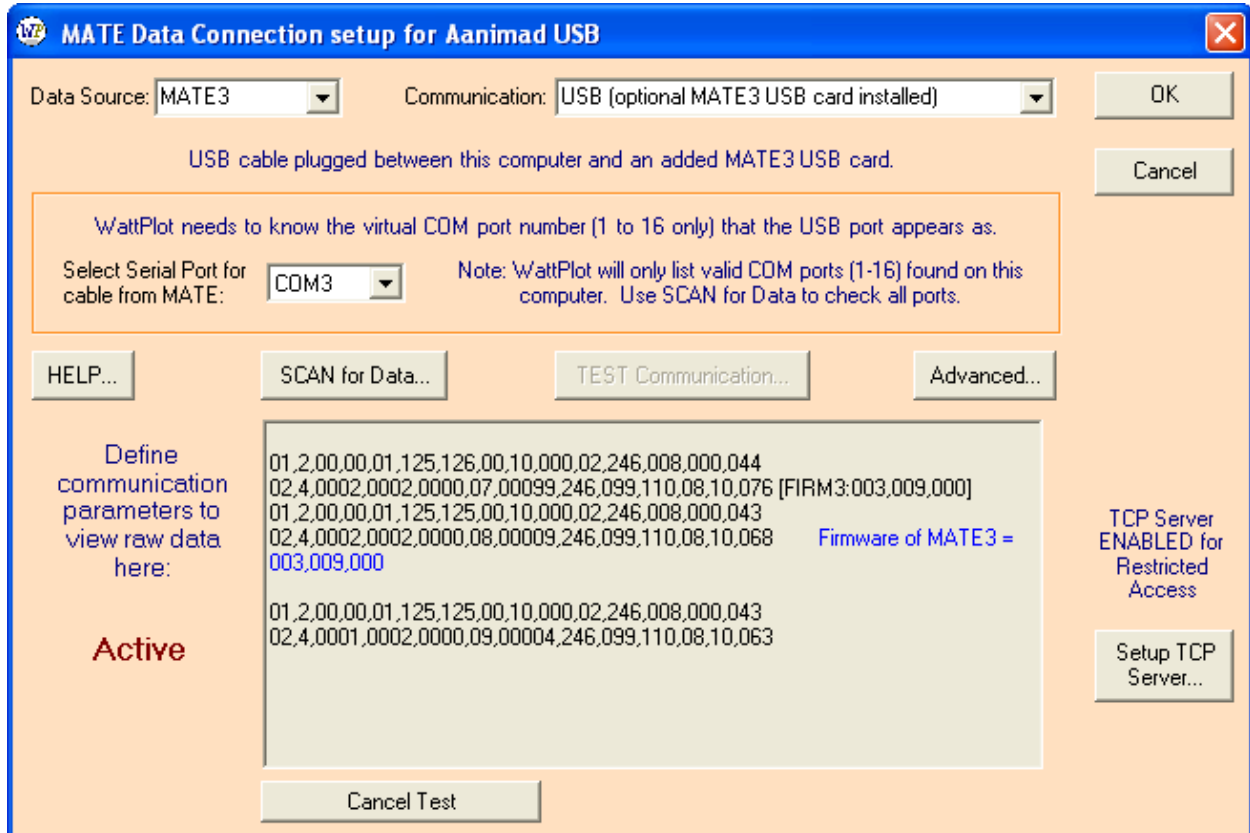 MATE Data Connection setup for Aanimad USB
Data Source: MATE3 Communication: USB (optional MATE3 USB card installed) OK
USB cable plugged between this computer and an added MATE3 USB card.
Cancel
WattPlot needs to know the virtual COM port number (1 to 16 only) that the USB port appears as.
Select Serial Port for
cable from MATE:
COM3
Note: WattPlot will only list valid COM ports (1-16) found on this
computer. Use SCAN for Data to check all ports.
HELP... SCAN for Data... TEST Communication... Advanced...
Define
communication
parameters to
view raw data
here:
Active
01,2,00,00,01,125,126,00,10,000,02,246,008,000,044
02,4,0002,0002,0000,07,00099,246,099,110,08,10,076 [FIRM3:003,009,000]
01,2,00,00,01,125,125,00,10,000,02,246,008,000,043
02,4,0002,0002,0000,08,00009,246,099,110,08,10,068 Firmware of MATE3 =
003,009,000
01,2,00,00,01,125,125,00,10,000,02,246,008,000,043
02,4,0001,0002,0000,09,00004,246,099,110,08,10,063
TCP Server
ENABLED for
Restricted
Access
Setup TCP
Server...
Cancel Test